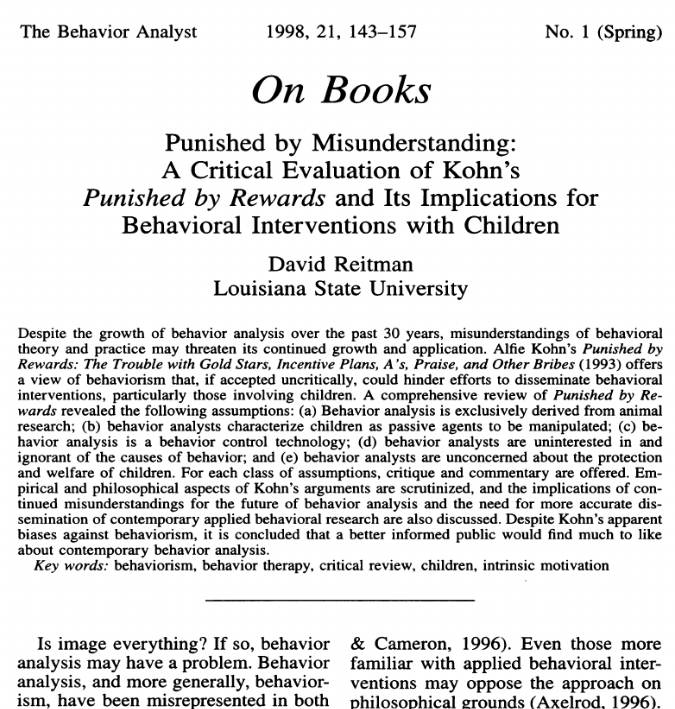 The Behavior Analyst 1998, 21, 143–157 No. 1 (Spring)
On Books
Punished by Misunderstanding:
A Critical Evaluation of Kohn's
Punished by Rewards and Its Implications for
Behavioral Interventions with Children
David Reitman
Louisiana State University
Despite the growth of behavior analysis over the past 30 years, misunderstandings of behavioral
theory and practice may threaten its continued growth and application. Alfie Kohn's Punished by
Rewards: The Trouble with Gold Stars, Incentive Plans, A's, Praise, and Other Bribes (1993) offers
a view of behaviorism that, if accepted uncritically, could hinder efforts to disseminate behavioral
interventions, particularly those involving children. A comprehensive review of Punished by Re-
wards revealed the following assumptions: (a) Behavior analysis is exclusively derived from animal
research; (b) behavior analysts characterize children as passive agents to be manipulated; (c) be-
havior analysis is a behavior control technology; (d) behavior analysts are uninterested in and
ignorant of the causes of behavior; and (e) behavior analysts are unconcerned about the protection
and welfare of children. For each class of assumptions, critique and commentary are offered. Em-
pirical and philosophical aspects of Kohn's arguments are scrutinized, and the implications of con-
tinued misunderstandings for the future of behavior analysis and the need for more accurate dis-
semination of contemporary applied behavioral research are also discussed. Despite Kohn's apparent
biases against behaviorism, it is concluded that a better informed public would find much to like
about contemporary behavior analysis.
Key words: behaviorism, behavior therapy, critical review, children, intrinsic motivation
Is image everything? If so, behavior
analysis may have a problem. Behavior
analysis, and more generally, behavior-
ism, have been misrepresented in both
& Cameron, 1996). Even those more
familiar with applied behavioral inter-
ventions may oppose the approach on
philosophical grounds (Axelrod, 1996).